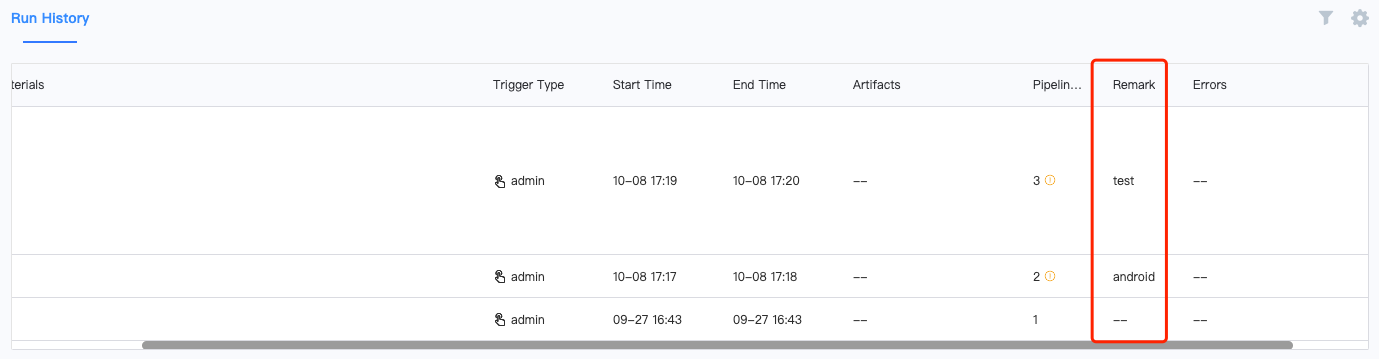 Run History
terials Trigger Type Start Time End Time Artifacts Pipelin... Remark Errors
admin 10-08 17:19 10-08 17:20 -- 3 test --
admin 10-08 17:17 10-08 17:18 -- 2 android --
admin 09-27 16:43 09-27 16:43 -- 1 -- --